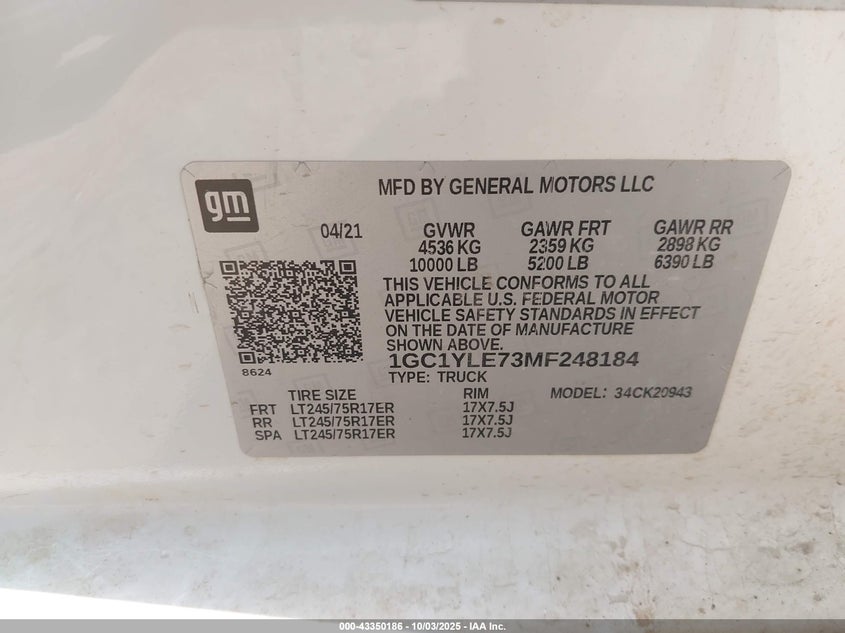 gm
MFD BY GENERAL MOTORS LLC
04/21 GVWR GAWR FRT GAWR RR
4536 KG 2359 KG 2898 KG
10000 LB 5200 LB 6390 LB
THIS VEHICLE CONFORMS TO ALL
APPLICABLE U.S. FEDERAL MOTOR
VEHICLE SAFETY STANDARDS IN EFFECT
ON THE DATE OF MANUFACTURE
SHOWN ABOVE.
1GC1YLE73MF248184
8624
TYPE: TRUCK
TIRE SIZE RIM MODEL: 34CK20943
FRT LT245/75R17ER 17X7.5J
RR LT245/75R17ER 17X7.5J
SPA LT245/75R17ER 17X7.5J
000-43350186 - 10/03/2025 - IAA Inc.